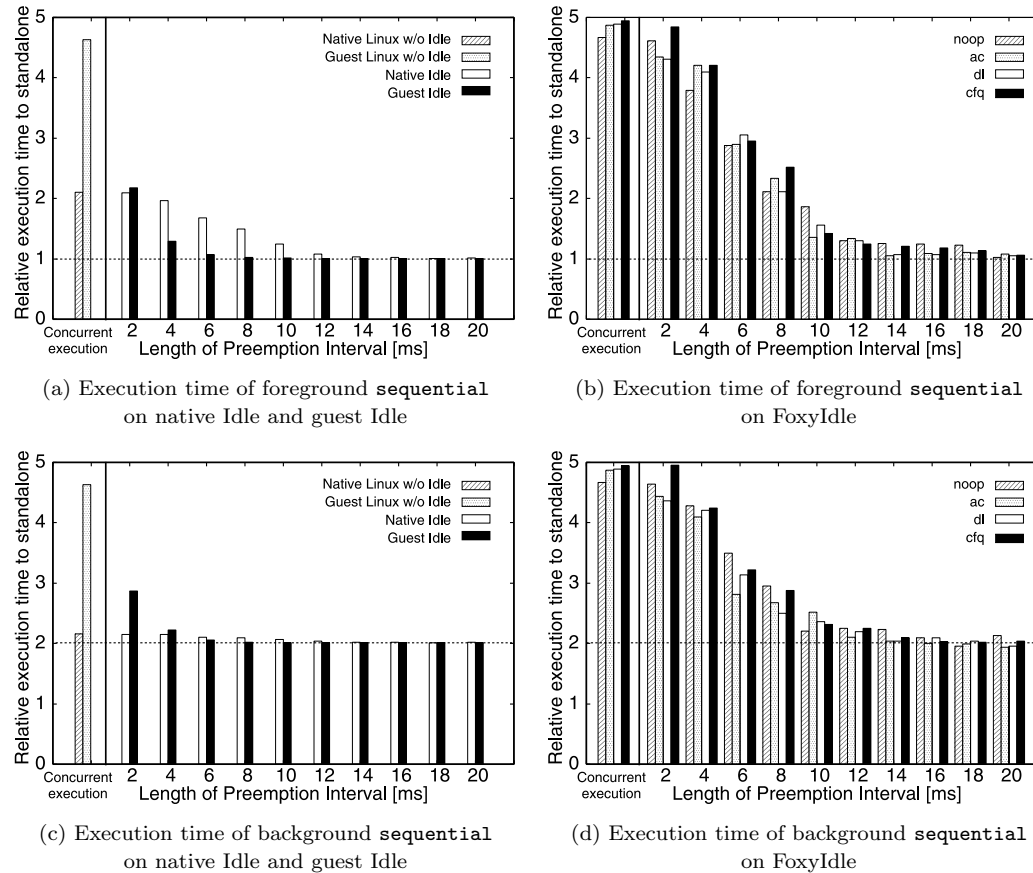 Relative execution time to standalone
5
4
3
2
1
0
Native Linux w/o Idle
Guest Linux w/o Idle
Native Idle
Guest Idle
Concurrent
execution
2 4 6 8 10 12 14 16 18 20
Length of Preemption Interval [ms]
(a) Execution time of foreground sequential
on native Idle and guest Idle
Relative execution time to standalone
5
4
3
2
1
0
noop
ac
dl
cfq
Concurrent
execution
2 4 6 8 10 12 14 16 18 20
Length of Preemption Interval [ms]
(b) Execution time of foreground sequential
on FoxyIdle
Relative execution time to standalone
5
4
3
2
1
0
Native Linux w/o Idle
Guest Linux w/o Idle
Native Idle
Guest Idle
Concurrent
execution
2 4 6 8 10 12 14 16 18 20
Length of Preemption Interval [ms]
(c) Execution time of background sequential
on native Idle and guest Idle
Relative execution time to standalone
5
4
3
2
1
0
noop
ac
dl
cfq
Concurrent
execution
2 4 6 8 10 12 14 16 18 20
Length of Preemption Interval [ms]
(d) Execution time of background sequential
on FoxyIdle